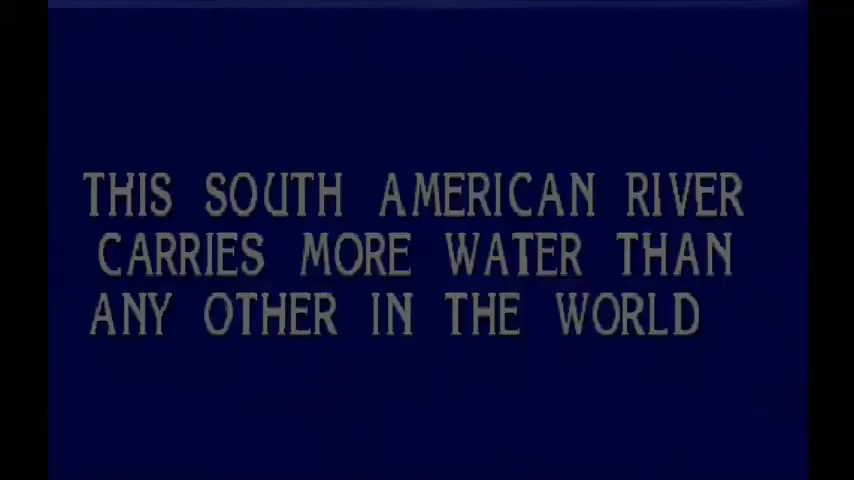 THIS SOUTH AMERICAN RIVER
CARRIES MORE WATER THAN
ANY OTHER IN THE WORLD